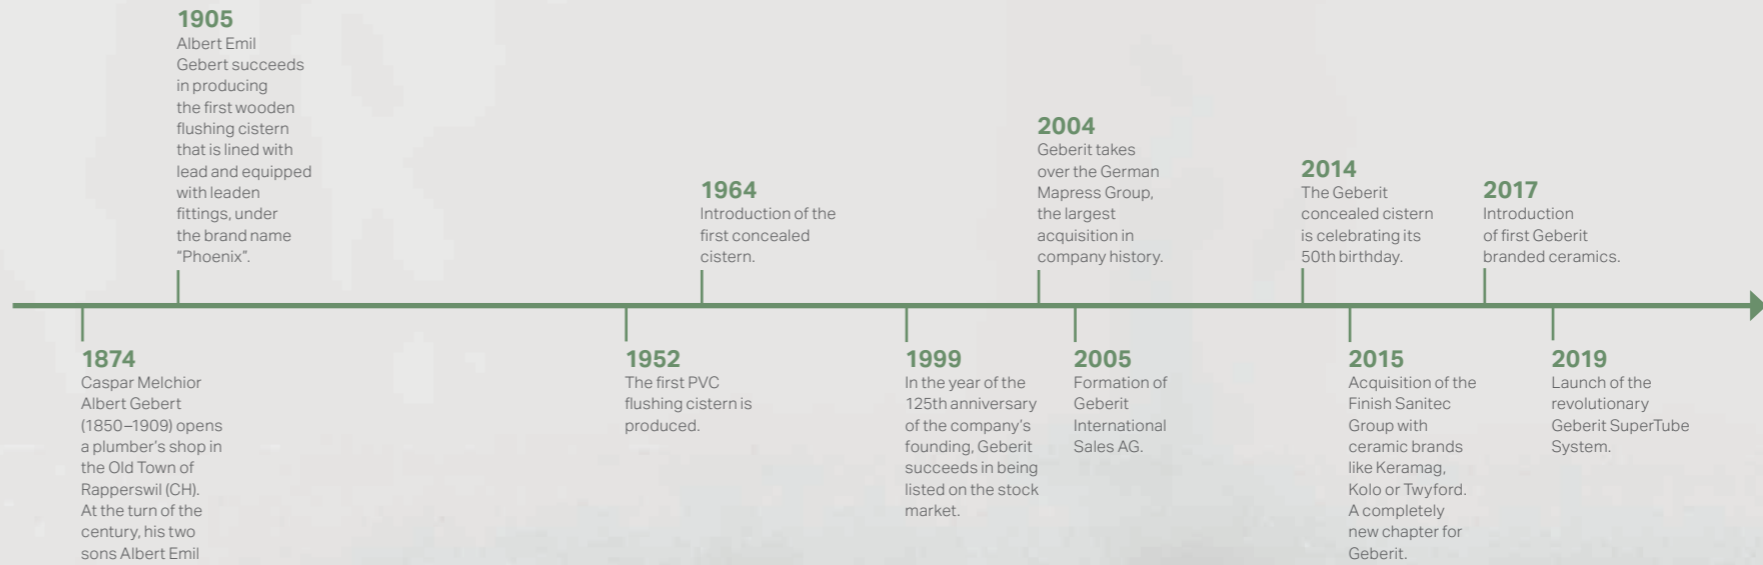 1905
Albert Emil
Gebert succeeds
in producing
the first wooden
flushing cistern
that is lined with
lead and equipped
with leaden
fittings, under
the brand name
“Phoenix”.
1964
Introduction of the
first concealed
cistern.
2004
Geberit takes
over the German
Mapress Group,
the largest
acquisition in
company history.
2014
The Geberit
concealed cistern
is celebrating its
50th birthday.
2017
Introduction
of first Geberit
branded ceramics.
1874
Caspar Melchior
Albert Gebert
(1850–1909) opens
a plumber’s shop in
the Old Town of
Rapperswil (CH).
At the turn of the
century, his two
sons Albert Emil
1952
The first PVC
flushing cistern is
produced.
1999
In the year of the
125th anniversary
of the company’s
founding, Geberit
succeeds in being
listed on the stock
market.
2005
Formation of
Geberit
International
Sales AG.
2015
Acquisition of the
Finish Sanitec
Group with
ceramic brands
like Keramag,
Kolo or Twyford.
A completely
new chapter for
Geberit.
2019
Launch of the
revolutionary
Geberit SuperTube
System.